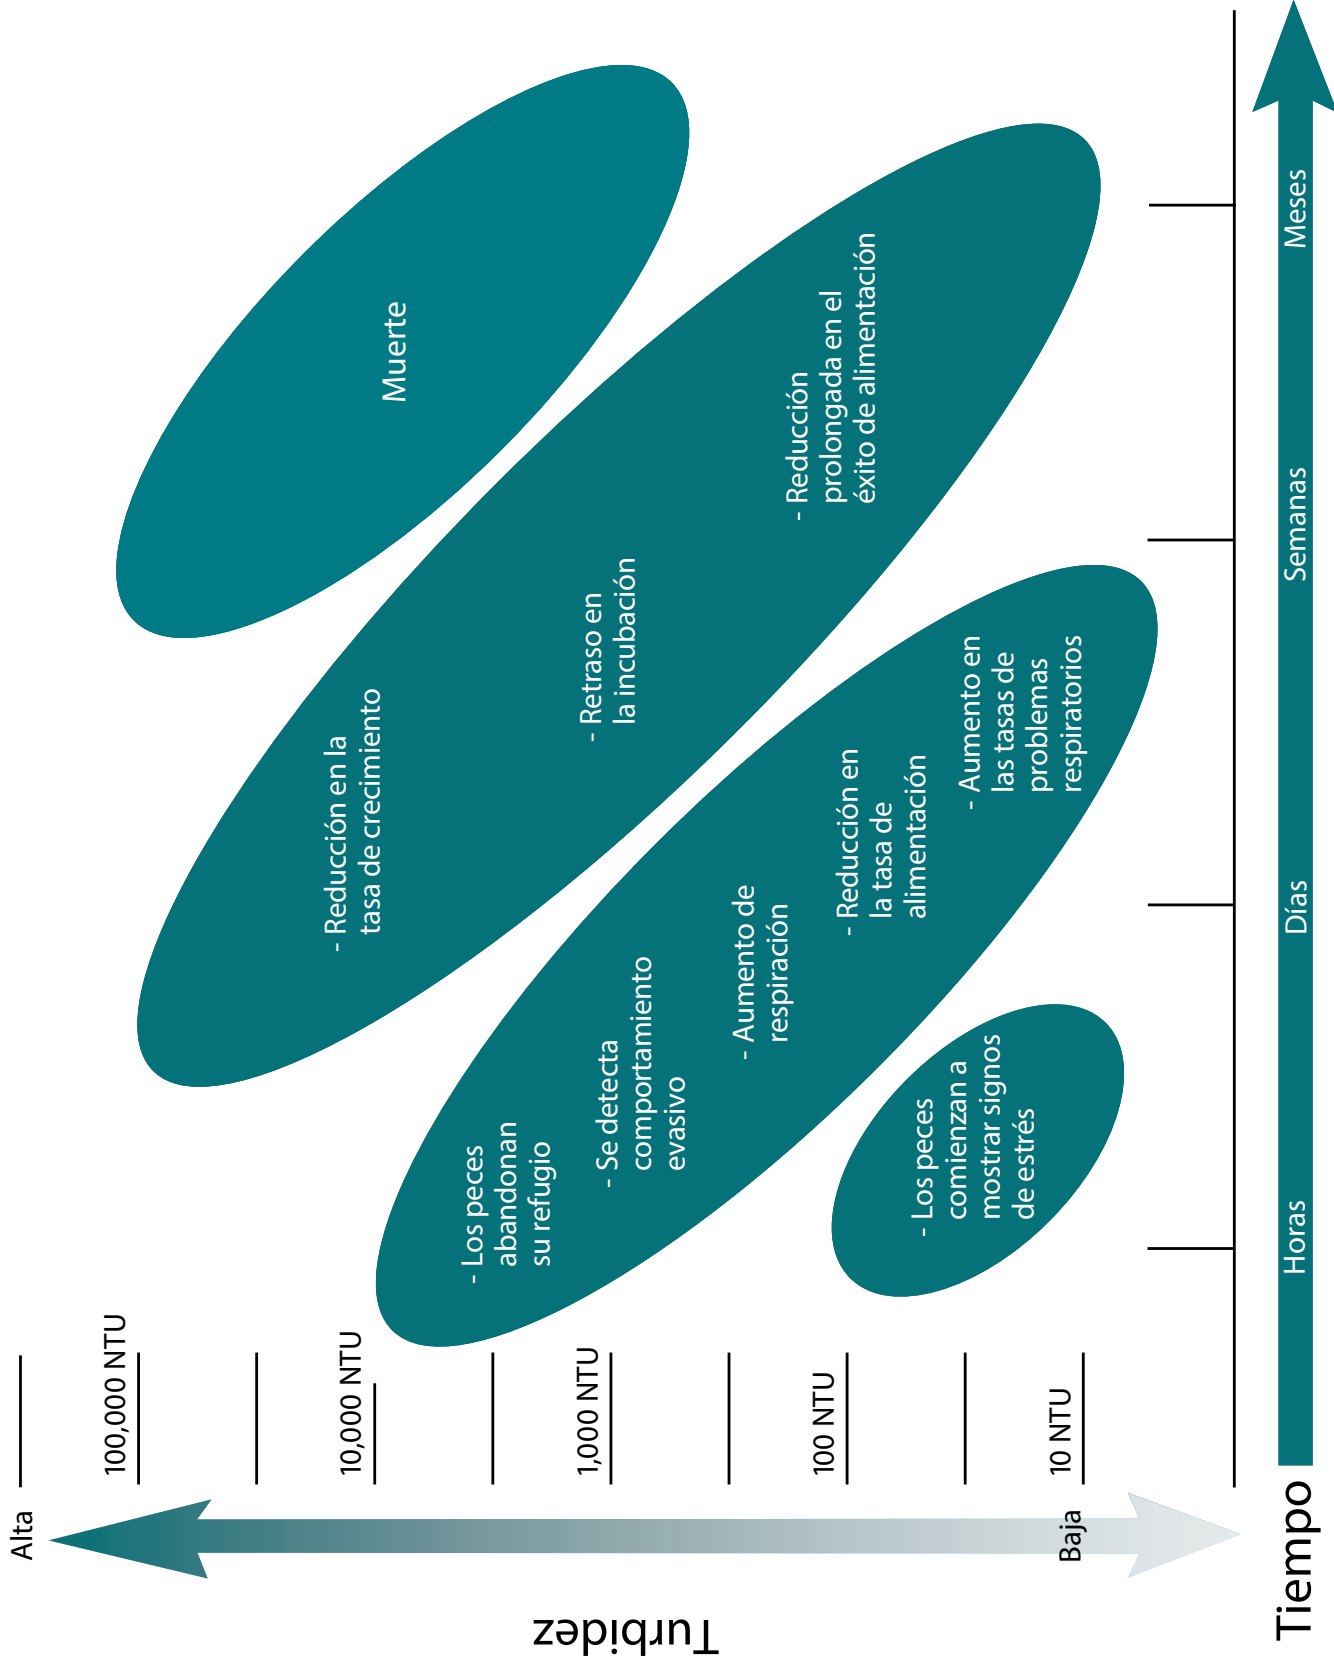 Turbidez
Alta
100,000 NTU
10,000 NTU
1,000 NTU
100 NTU
10 NTU
Baja
Muerte
- Reducción en la
tasa de crecimiento
- Retraso en
la incubación
- Reducción
prolongada en el
éxito de alimentación
- Los peces
abandonan
su refugio
- Se detecta
comportamiento
evasivo
- Aumento de
respiración
- Reducción en
la tasa de
alimentación
- Aumento en
las tasas de
problemas
respiratorios
- Los peces
comienzan a
mostrar signos
de estrés
Tiempo
Horas
Días
Semanas
Meses